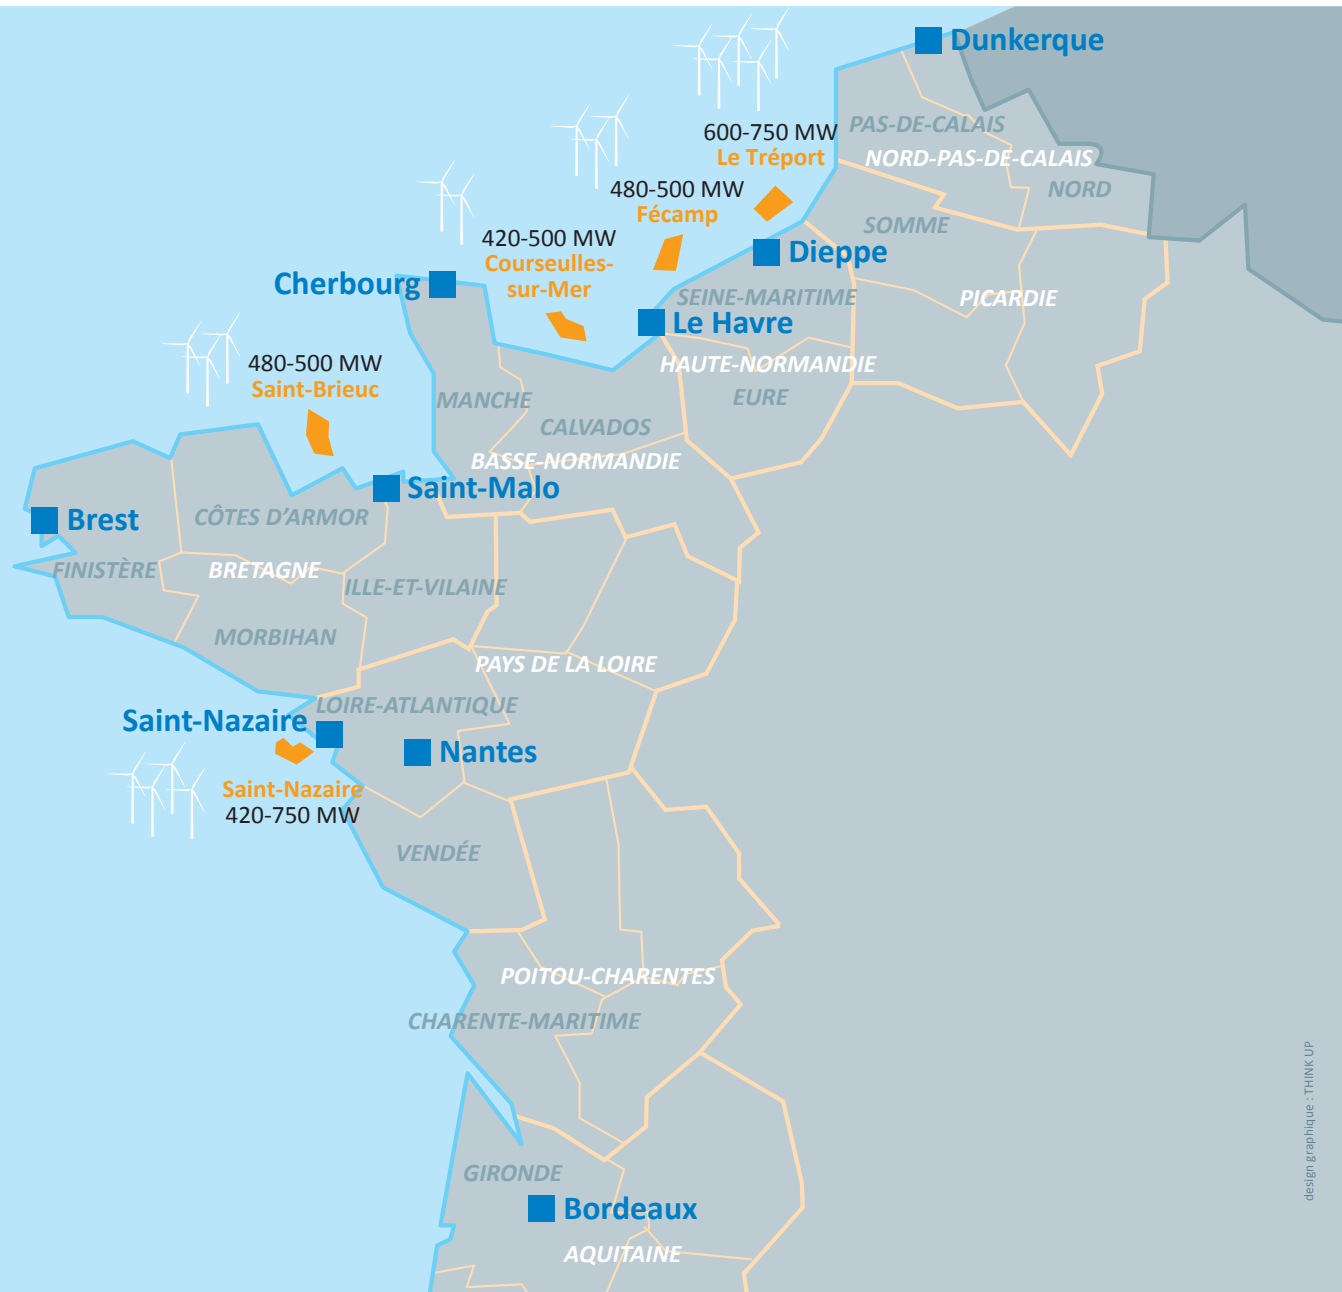 Dunkerque
600-750 MW
Le Tréport
PAS-DE-CALAIS
NORD-PAS-DE-CALAIS
NORD
480-500 MW
Fécamp
SOMME
420-500 MW
Courseulles-
sur-Mer
Dieppe
Cherbourg
SEINE-MARITIME
PICARDIE
Le Havre
480-500 MW
Saint-Brieuc
HAUTE-NORMANDIE
EURE
MANCHE
CALVADOS
BASSE-NORMANDIE
Saint-Malo
Brest
CÔTES D'ARMOR
FINISTÈRE
BRETAGNE
ILLE-ET-VILAINE
MORBIHAN
PAYS DE LA LOIRE
LOIRE-ATLANTIQUE
Saint-Nazaire
Nantes
Saint-Nazaire
420-750 MW
VENDÉE
POITOU-CHARENTES
CHARENTE-MARITIME
design graphique : THINK UP
GIRONDE
Bordeaux
AQUITAINE